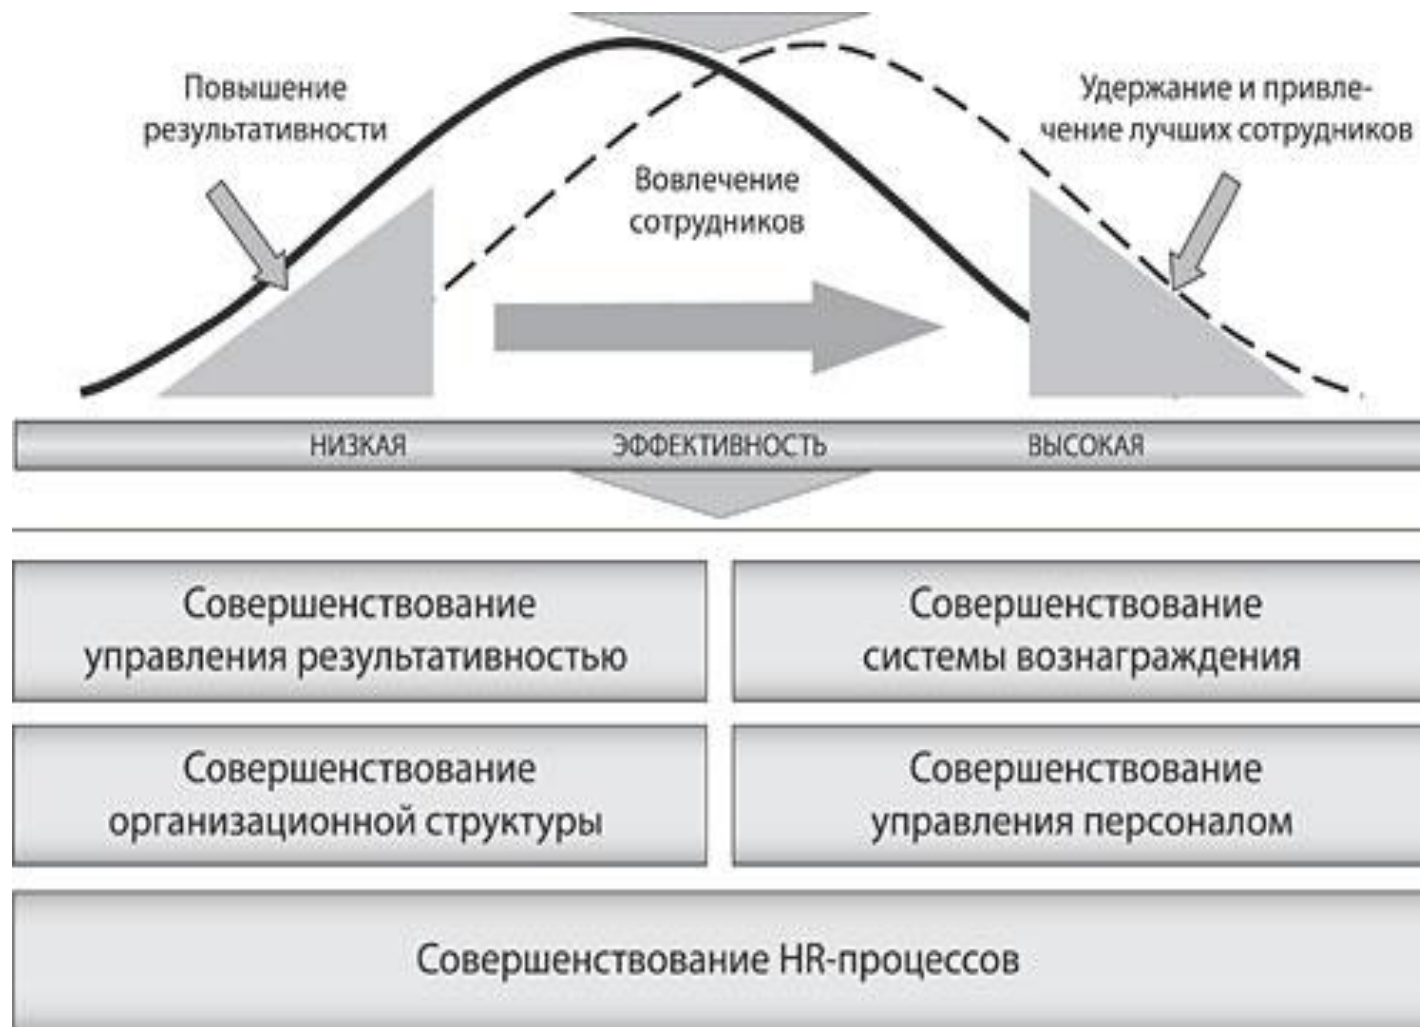 Повышение
результативности
Удержание и привле-
чение лучших сотрудников
Вовлечение
сотрудников
НИЗКАЯ
ЭФФЕКТИВНОСТЬ
ВЫСОКАЯ
Совершенствование
управления результативностью
Совершенствование
системы вознаграждения
Совершенствование
организационной структуры
Совершенствование
управления персоналом
Совершенствование HR-процессов